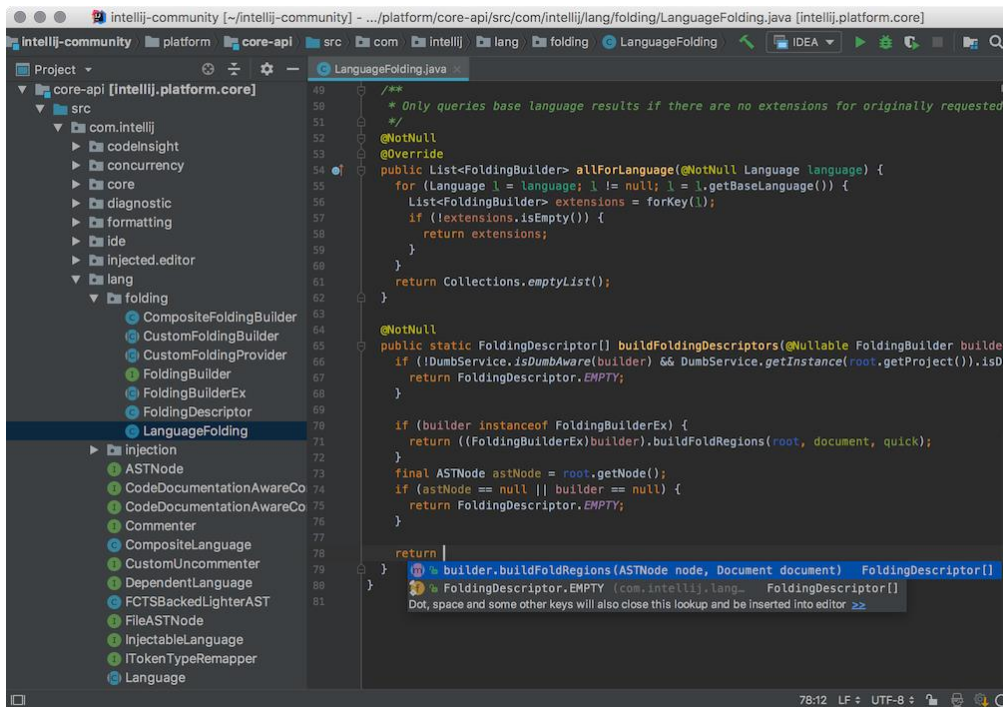 intellij-community [~/intellij-community] - .../platform/core-api/src/com/intellij/lang/folding/LanguageFolding.java [intellij.platform.core]
intellij-community platform core-api src com intellij lang folding LanguageFolding IDEA
Project
LanguageFolding.java
core-api [intellij.platform.core]
src
com.intellij
codeInsight
concurrency
core
diagnostic
formatting
ide
injected.editor
lang
folding
CompositeFoldingBuilder
CustomFoldingBuilder
CustomFoldingProvider
FoldingBuilder
FoldingBuilderEx
FoldingDescriptor
LanguageFolding
injection
ASTNode
CodeDocumentationAwareCo
CodeDocumentationAwareCo
Commenter
CompositeLanguage
CustomUncommenter
DependentLanguage
FCTSBackedLighterAST
FileASTNode
InjectableLanguage
ITokenTypeRemapper
Language
49 /**
50 * Only queries base language results if there are no extensions for originally requested
51 */
52 @NotNull
53 @Override
54 public List<FoldingBuilder> allForLanguage(@NotNull Language language) {
55 for (Language l = language; l != null; l = l.getBaseLanguage()) {
56 List<FoldingBuilder> extensions = forKey(l);
57 if (!extensions.isEmpty()) {
58 return extensions;
59 }
60 }
61 return Collections.emptyList();
62 }
63
64 @NotNull
65 public static FoldingDescriptor[] buildFoldingDescriptors(@Nullable FoldingBuilder builde
66 if (!DumbService.isDumbAware(builder) && DumbService.getInstance(root.getProject()).isD
67 return FoldingDescriptor.EMPTY;
68 }
69
70 if (builder instanceof FoldingBuilderEx) {
71 return ((FoldingBuilderEx)builder).buildFoldRegions(root, document, quick);
72 }
73 final ASTNode astNode = root.getNode();
74 if (astNode == null || builder == null) {
75 return FoldingDescriptor.EMPTY;
76 }
77
78 return
79 } builder.buildFoldRegions(ASTNode node, Document document) FoldingDescriptor[]
80 } FoldingDescriptor.EMPTY (com.intellij.lang… FoldingDescriptor[]
81 Dot, space and some other keys will also close this lookup and be inserted into editor >>
78:12 LF UTF-8